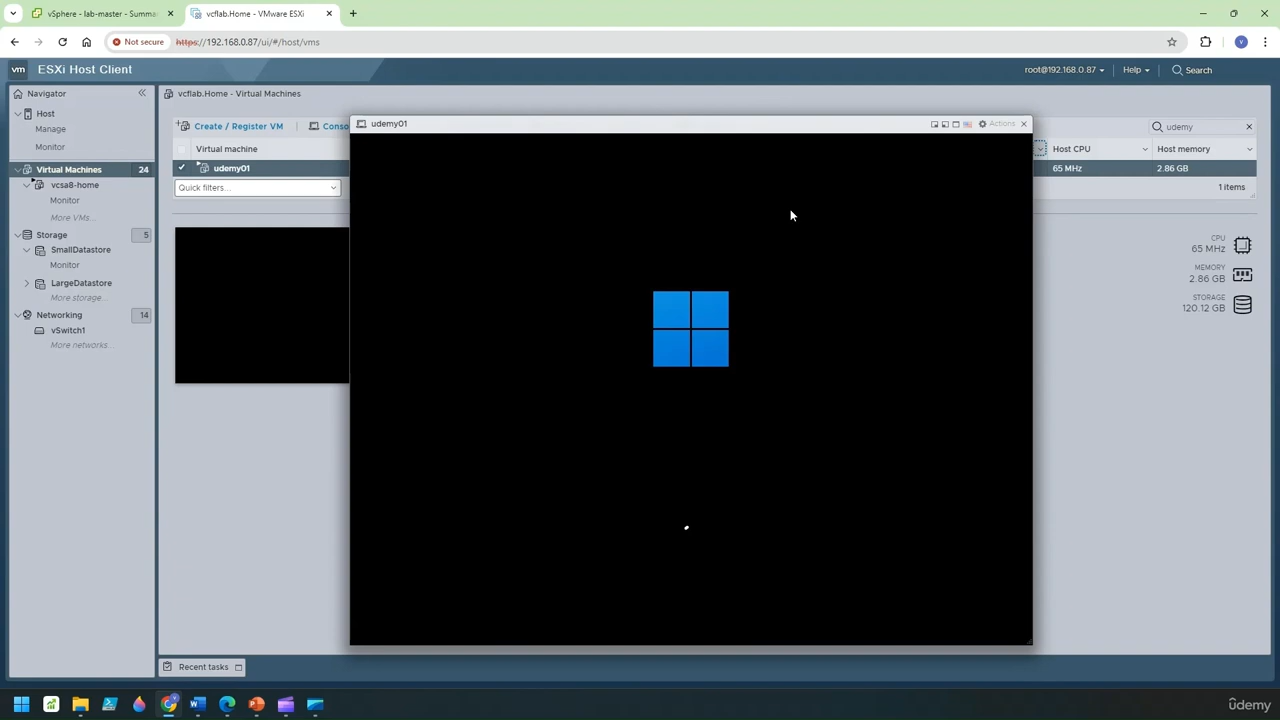 vSphere - lab-master - Summa
vcflab.Home - VMware ESXi
Not secure
https://192.168.0.87/ui/#/host/vms
vm
ESXi Host Client
root@192.168.0.87
Help
Search
Navigator
Host
Manage
Monitor
Virtual Machines
24
vcsa8-home
Monitor
More VMs...
Storage
5
SmallDatastore
Monitor
LargeDatastore
More storage...
Networking
14
vSwitch1
More networks...
vcflab.Home - Virtual Machines
Create / Register VM
Conso
udemy
Virtual machine
Host CPU
Host memory
udemy01
65 MHz
2.86 GB
Quick filters...
1 items
udemy01
Actions
CPU
65 MHz
MEMORY
2.86 GB
STORAGE
120.12 GB
Recent tasks
udemy